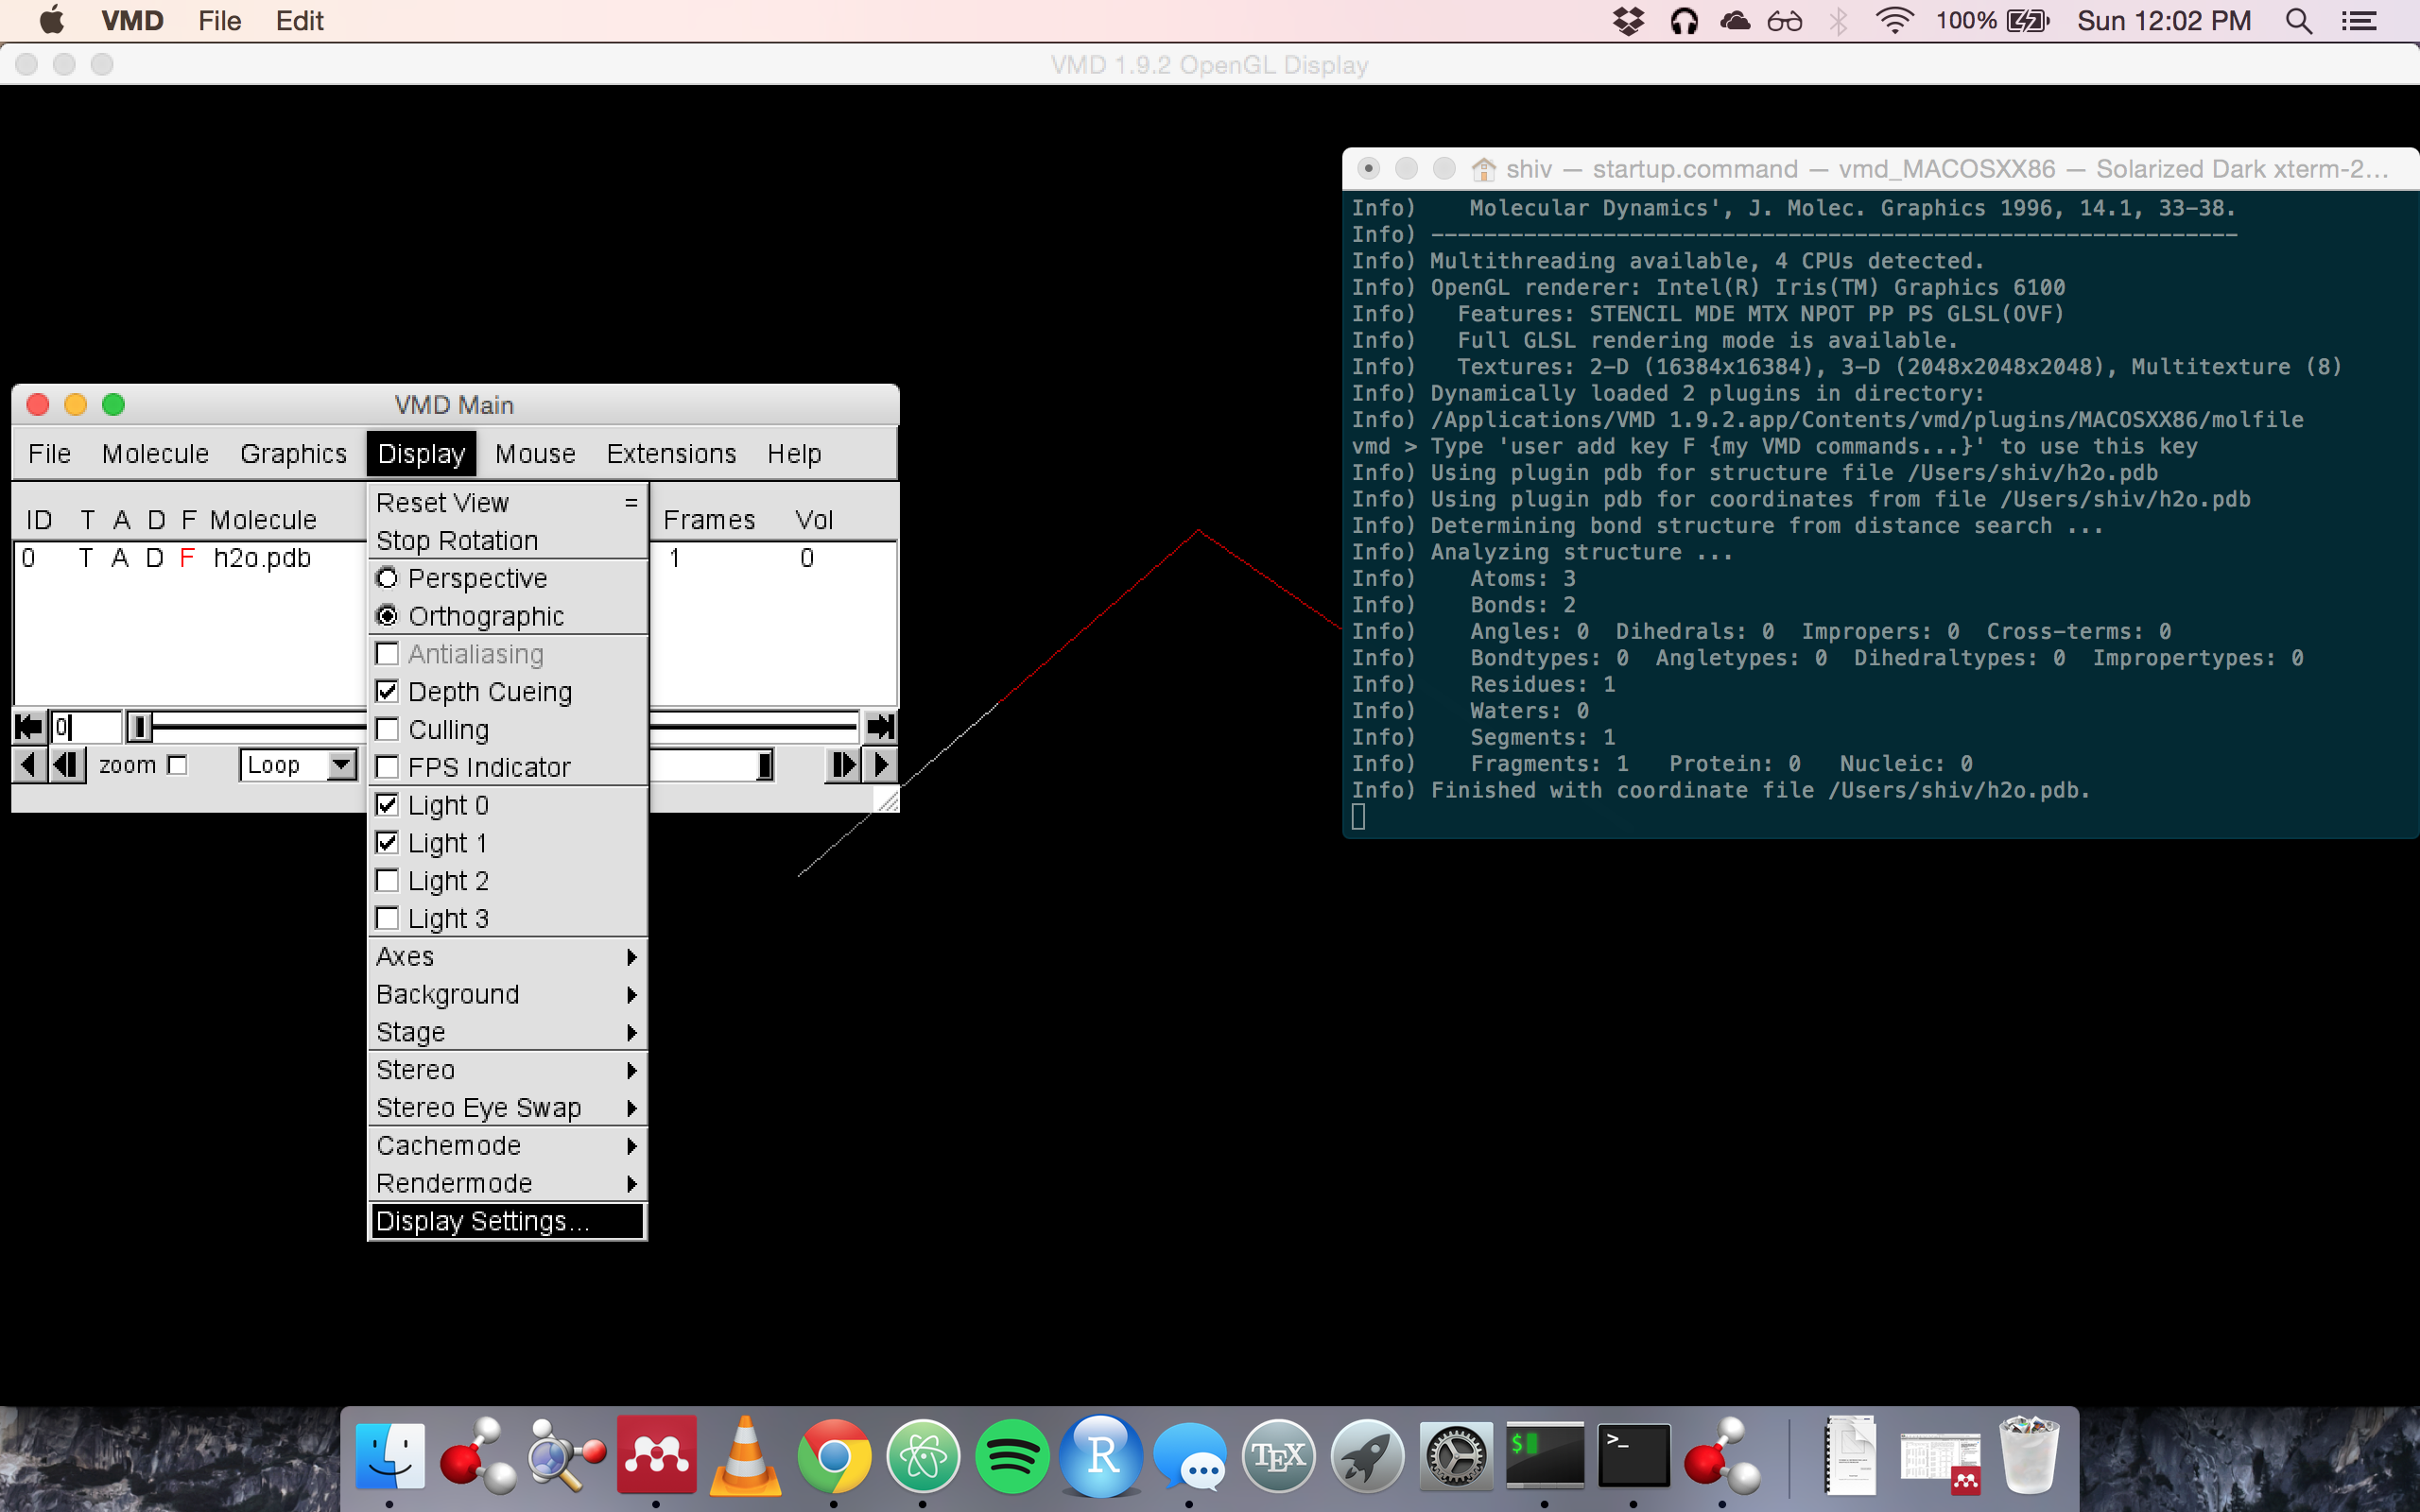 VMD File Edit 100% Sun 12:02 PM
VMD 1.9.2 OpenGL Display
shiv — startup.command — vmd_MACOSXX86 — Solarized Dark xterm-2...
Info)    Molecular Dynamics', J. Molec. Graphics 1996, 14.1, 33-38.
Info) -------------------------------------------------------------
Info) Multithreading available, 4 CPUs detected.
Info) OpenGL renderer: Intel(R) Iris(TM) Graphics 6100
Info)   Features: STENCIL MDE MTX NPOT PP PS GLSL(OVF)
Info)   Full GLSL rendering mode is available.
Info)   Textures: 2-D (16384x16384), 3-D (2048x2048x2048), Multitexture (8)
Info) Dynamically loaded 2 plugins in directory:
Info) /Applications/VMD 1.9.2.app/Contents/vmd/plugins/MACOSXX86/molfile
vmd > Type 'user add key F {my VMD commands...}' to use this key
Info) Using plugin pdb for structure file /Users/shiv/h2o.pdb
Info) Using plugin pdb for coordinates from file /Users/shiv/h2o.pdb
Info) Determining bond structure from distance search ...
Info) Analyzing structure ...
Info)    Atoms: 3
Info)    Bonds: 2
Info)    Angles: 0  Dihedrals: 0  Impropers: 0  Cross-terms: 0
Info)    Bondtypes: 0  Angletypes: 0  Dihedraltypes: 0  Impropertypes: 0
Info)    Residues: 1
Info)    Waters: 0
Info)    Segments: 1
Info)    Fragments: 1   Protein: 0   Nucleic: 0
Info) Finished with coordinate file /Users/shiv/h2o.pdb.
VMD Main
File Molecule Graphics Display Mouse Extensions Help
ID T A D F Molecule Frames Vol
0 T A D F h2o.pdb 1 0
0
zoom Loop
Reset View =
Stop Rotation
Perspective
Orthographic
Antialiasing
Depth Cueing
Culling
FPS Indicator
Light 0
Light 1
Light 2
Light 3
Axes
Background
Stage
Stereo
Stereo Eye Swap
Cachemode
Rendermode
Display Settings...
R TEX $ >_